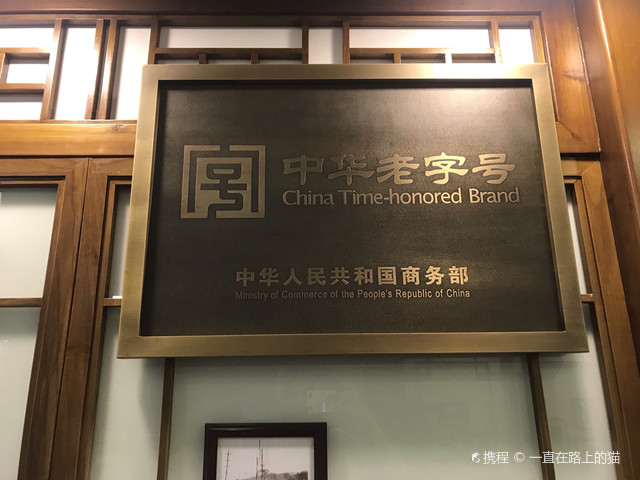 中华老字号
China Time-honored Brand
中华人民共和国商务部
Ministry of Commerce of the People's Republic of China
携程 © 一直在路上的猫